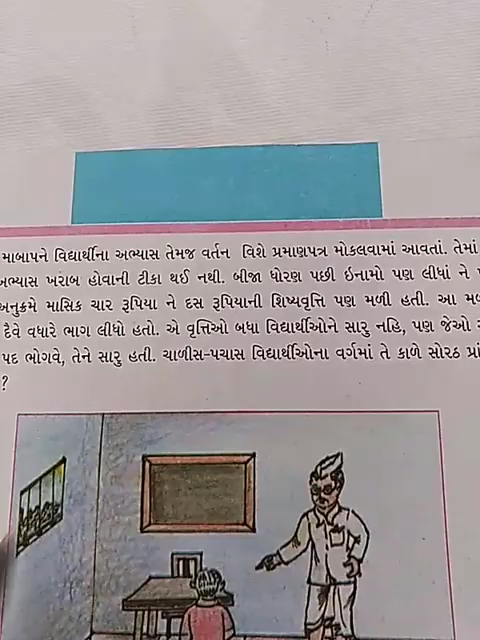 માબાપને વિદ્યાર્થીના અભ્યાસ તેમજ વર્તન વિશે પ્રમાણપત્ર મોકલવામાં આવતાં. તેમાં
અભ્યાસ ખરાબ હોવાની ટીકા થઈ નથી. બીજા ધોરણ પછી ઇનામો પણ લીધાં ને
અનુક્રમે માસિક ચાર રૂપિયા ને દસ રૂપિયાની શિષ્યવૃત્તિ પણ મળી હતી. આ
દૈવે વધારે ભાગ લીધો હતો. એ વૃત્તિઓ બધા વિદ્યાર્થીઓને સારુ નહિ, પણ જેઓ
પદ ભોગવે, તેને સારુ હતી. ચાળીસ-પચાસ વિદ્યાર્થીઓના વર્ગમાં તે કાળે સોરઠ
?